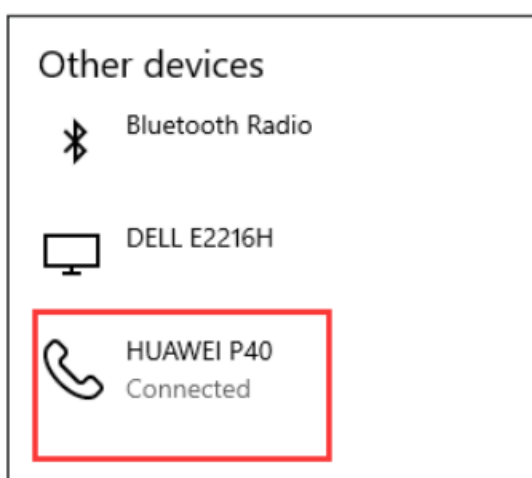 Other devices
Bluetooth Radio
DELL E2216H
HUAWEI P40
Connected